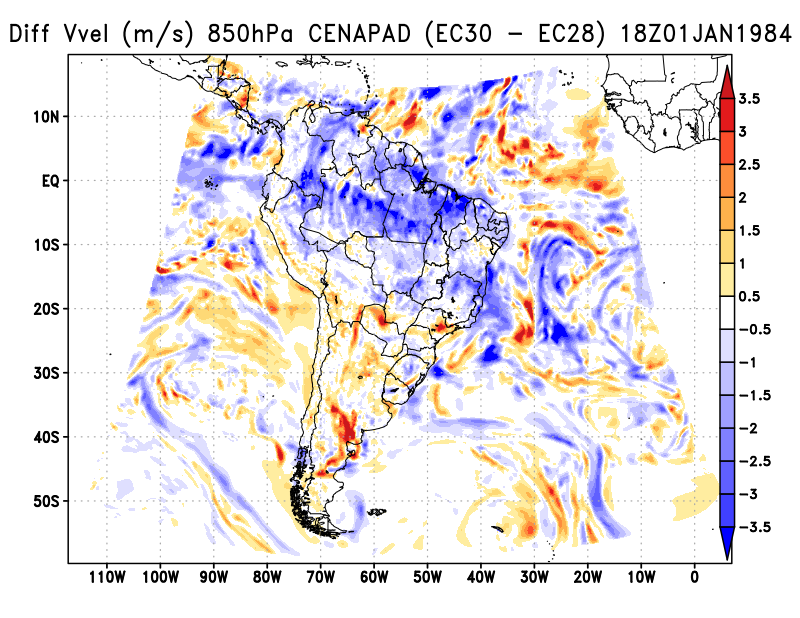 Diff Vvel (m/s) 850hPa CENAPAD (EC30 − EC28) 18Z01JAN1984
10N
EQ
10S
20S
30S
40S
50S
110W 100W 90W 80W 70W 60W 50W 40W 30W 20W 10W 0
3.5
3
2.5
2
1.5
1
0.5
−0.5
−1
−1.5
−2
−2.5
−3
−3.5